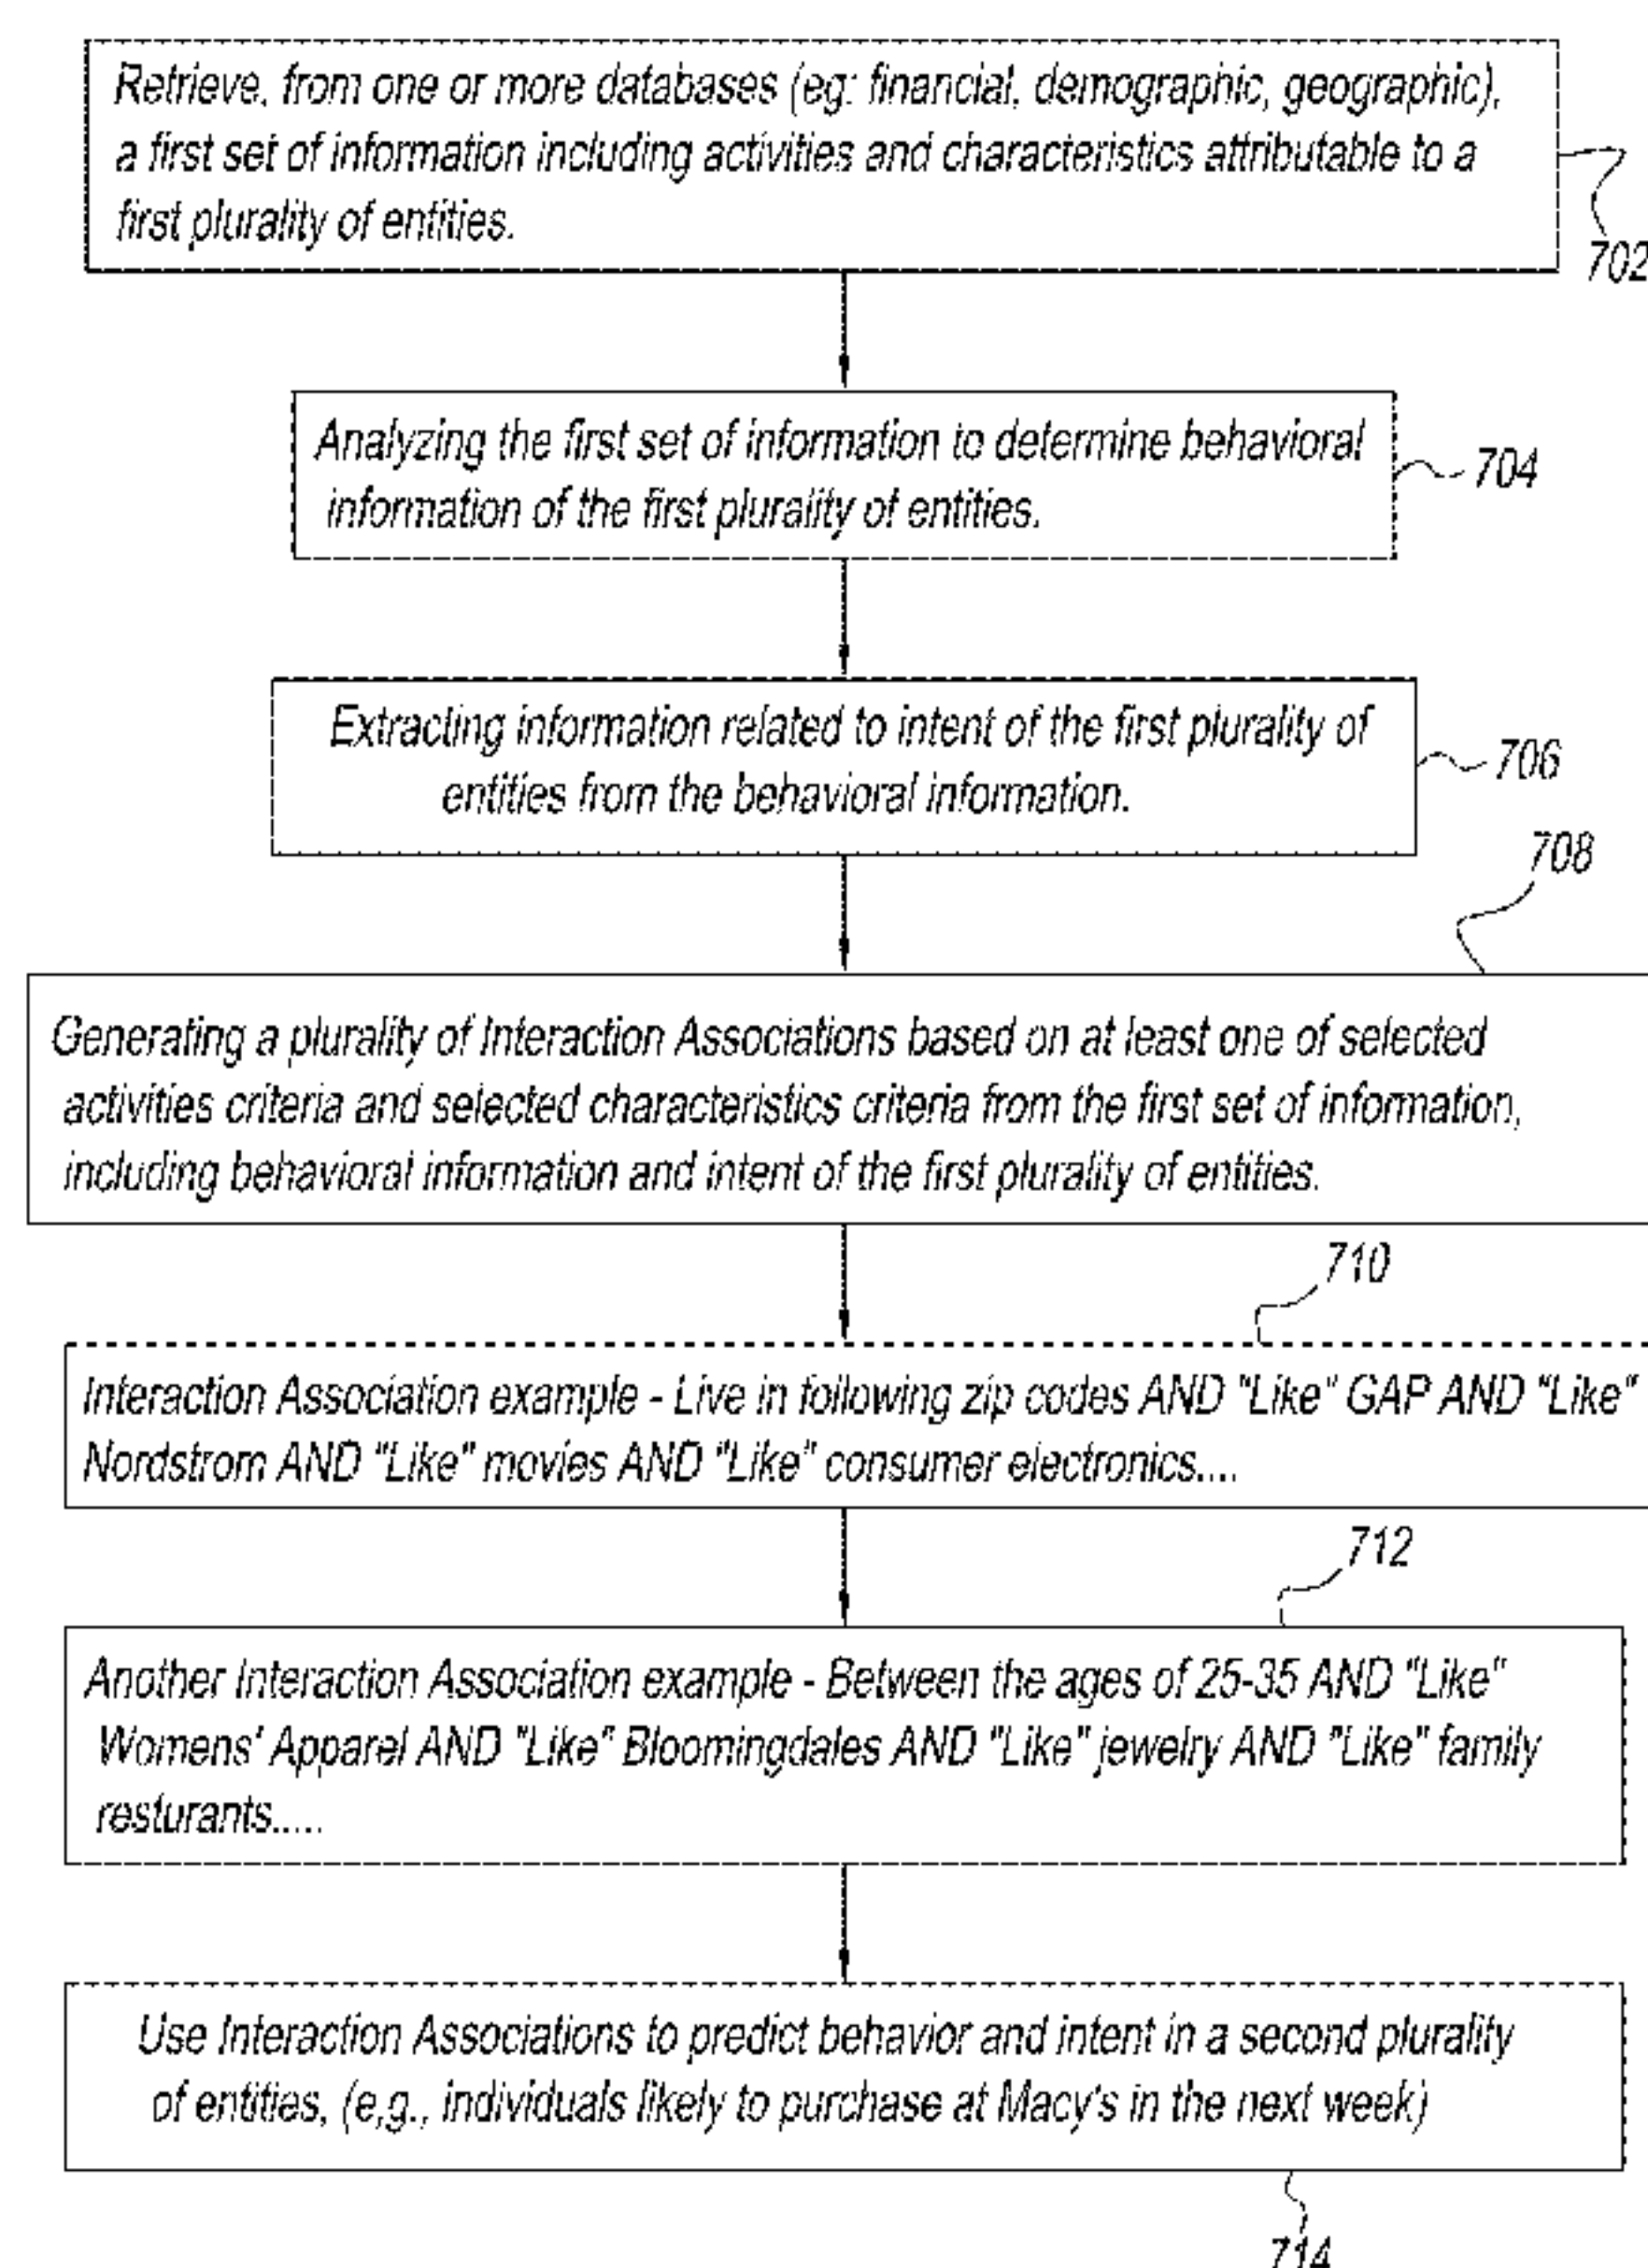 Retrieve, from one or more databases (eg: financial, demographic, geographic),
a first set of information including activities and characteristics attributable to a
first plurality of entities.
702
Analyzing the first set of information to determine behavioral
information of the first plurality of entities.
704
Extracting information related to intent of the first plurality of
entities from the behavioral information.
706
708
Generating a plurality of Interaction Associations based on at least one of selected
activities criteria and selected characteristics criteria from the first set of information,
including behavioral information and intent of the first plurality of entities.
710
Interaction Association example - Live in following zip codes AND "Like" GAP AND "Like"
Nordstrom AND "Like" movies AND "Like" consumer electronics....
712
Another Interaction Association example - Between the ages of 25-35 AND "Like"
Womens' Apparel AND "Like" Bloomingdales AND "Like" jewelry AND "Like" family
resturants.....
Use Interaction Associations to predict behavior and intent in a second plurality
of entities, (e,g., individuals likely to purchase at Macy's in the next week)
714